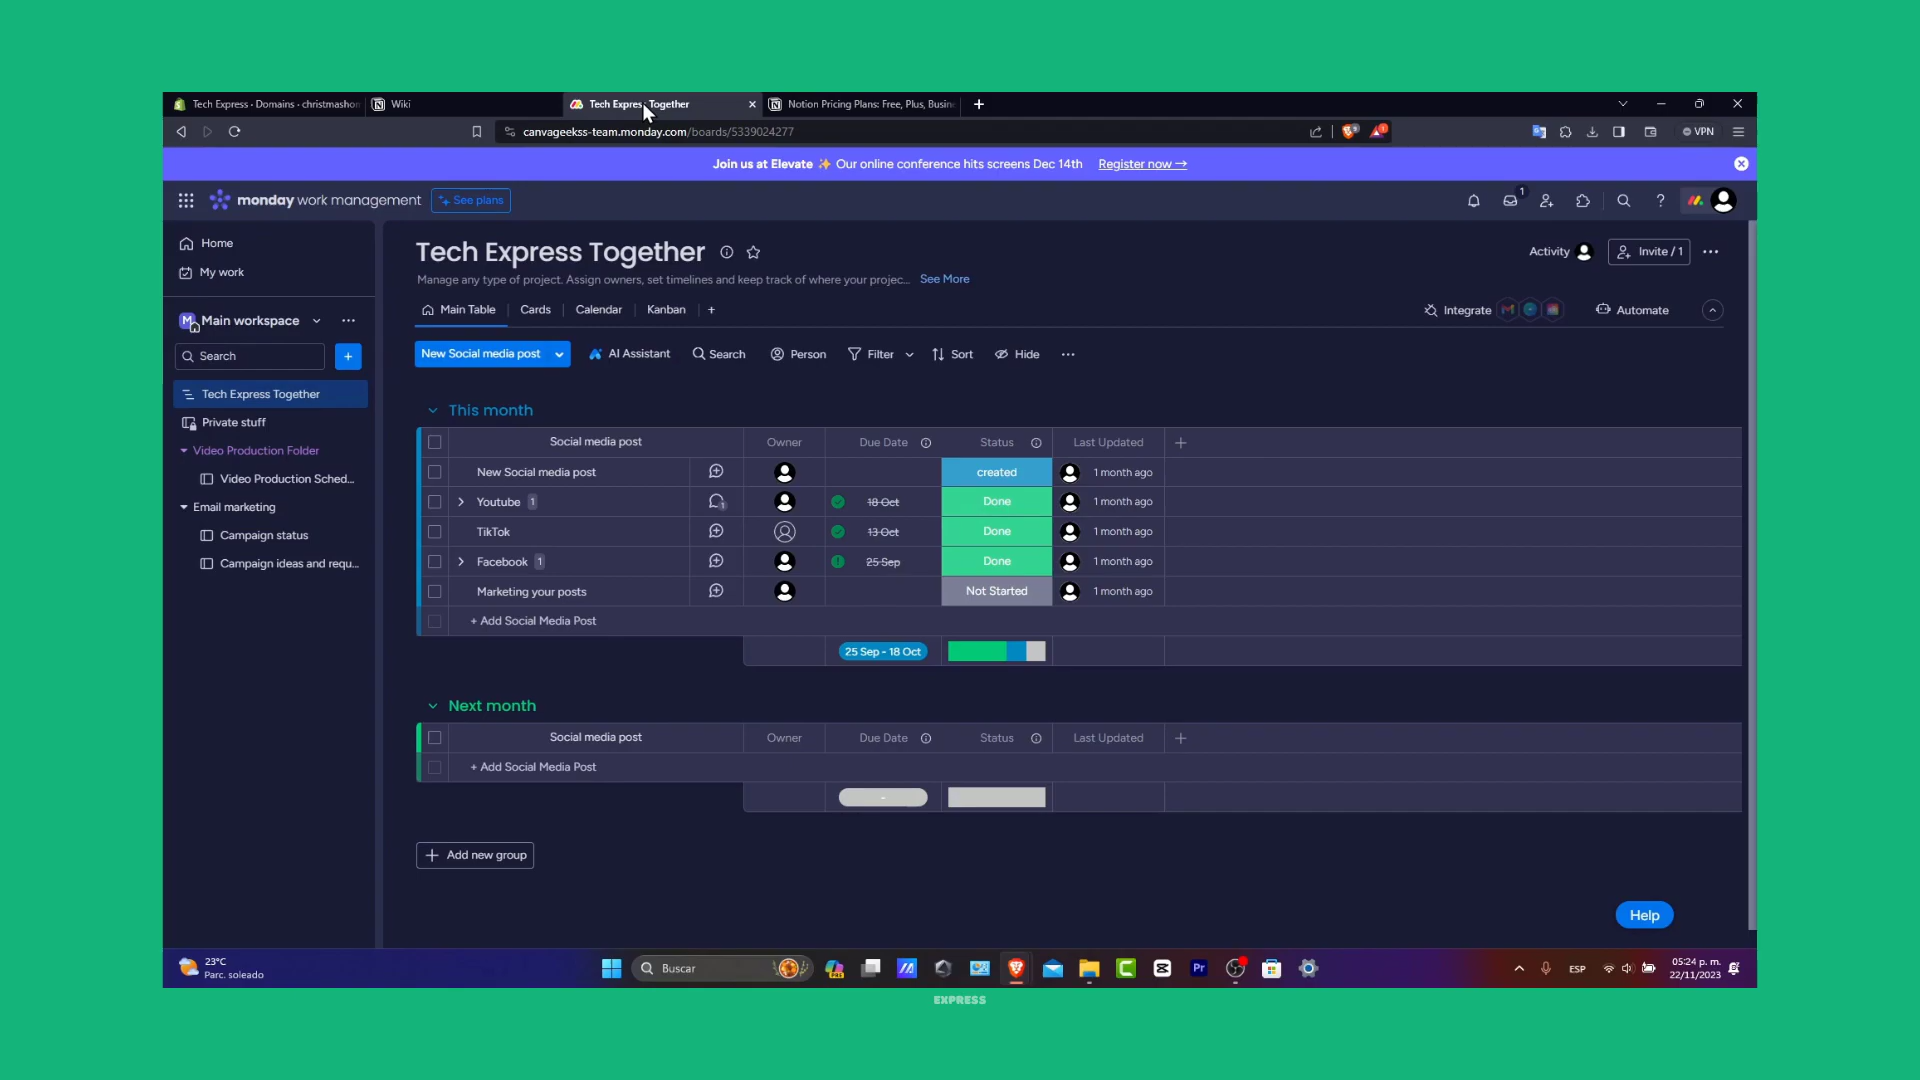 Tech Express · Domains · christmashom
Wiki
Tech Express Together
Notion Pricing Plans: Free, Plus, Busine
canvageekss-team.monday.com/boards/5339024277
VPN
Join us at Elevate ✨ Our online conference hits screens Dec 14th Register now →
monday work management
See plans
1
Home
My work
M
Main workspace
Search
Tech Express Together
Private stuff
Video Production Folder
Video Production Sched...
Email marketing
Campaign status
Campaign ideas and requ...
Tech Express Together
Activity
Invite / 1
Manage any type of project. Assign owners, set timelines and keep track of where your projec... See More
Main Table
Cards
Calendar
Kanban
+
Integrate
Automate
New Social media post
AI Assistant
Search
Person
Filter
Sort
Hide
This month
Social media post Owner Due Date Status Last Updated
New Social media post created 1 month ago
Youtube 1 1 18 Oct Done 1 month ago
TikTok 13 Oct Done 1 month ago
Facebook 1 25 Sep Done 1 month ago
Marketing your posts Not Started 1 month ago
+ Add Social Media Post
25 Sep - 18 Oct
Next month
Social media post Owner Due Date Status Last Updated
+ Add Social Media Post
-
+ Add new group
Help
23°C
Parc. soleado
Buscar
Pr
ESP
05:24 p. m.
22/11/2023
EXPRESS